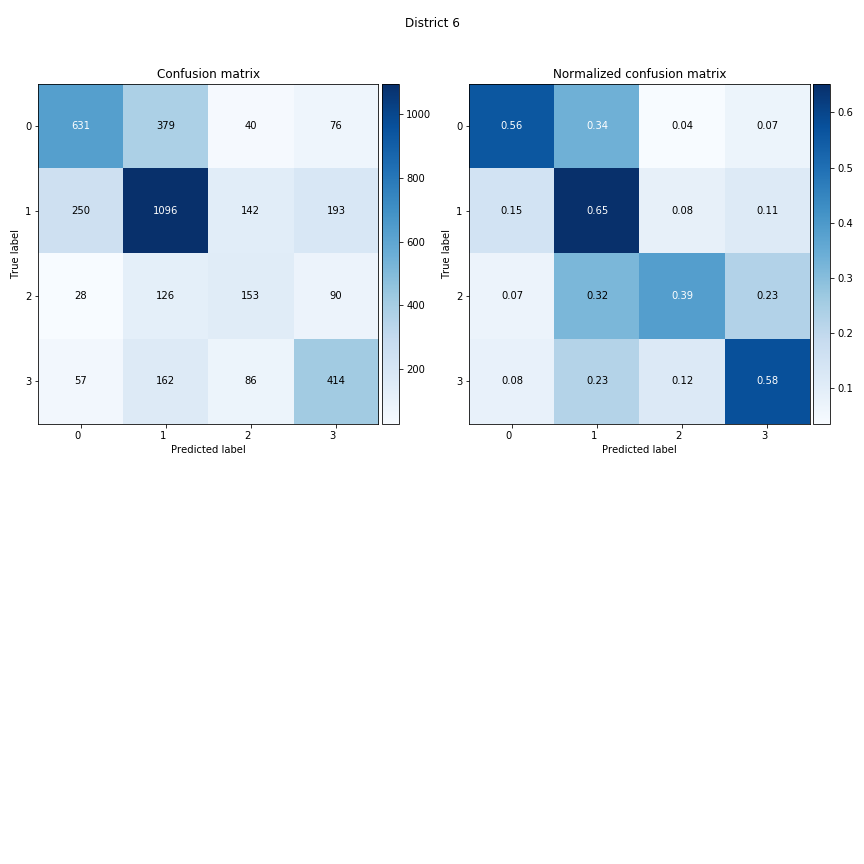 District 6
Confusion matrix
0 631 379 40 76
1 250 1096 142 193
2 28 126 153 90
3 57 162 86 414
0 1 2 3
True label
Predicted label
1000
800
600
400
200
Normalized confusion matrix
0 0.56 0.34 0.04 0.07
1 0.15 0.65 0.08 0.11
2 0.07 0.32 0.39 0.23
3 0.08 0.23 0.12 0.58
0 1 2 3
True label
Predicted label
0.6
0.5
0.4
0.3
0.2
0.1